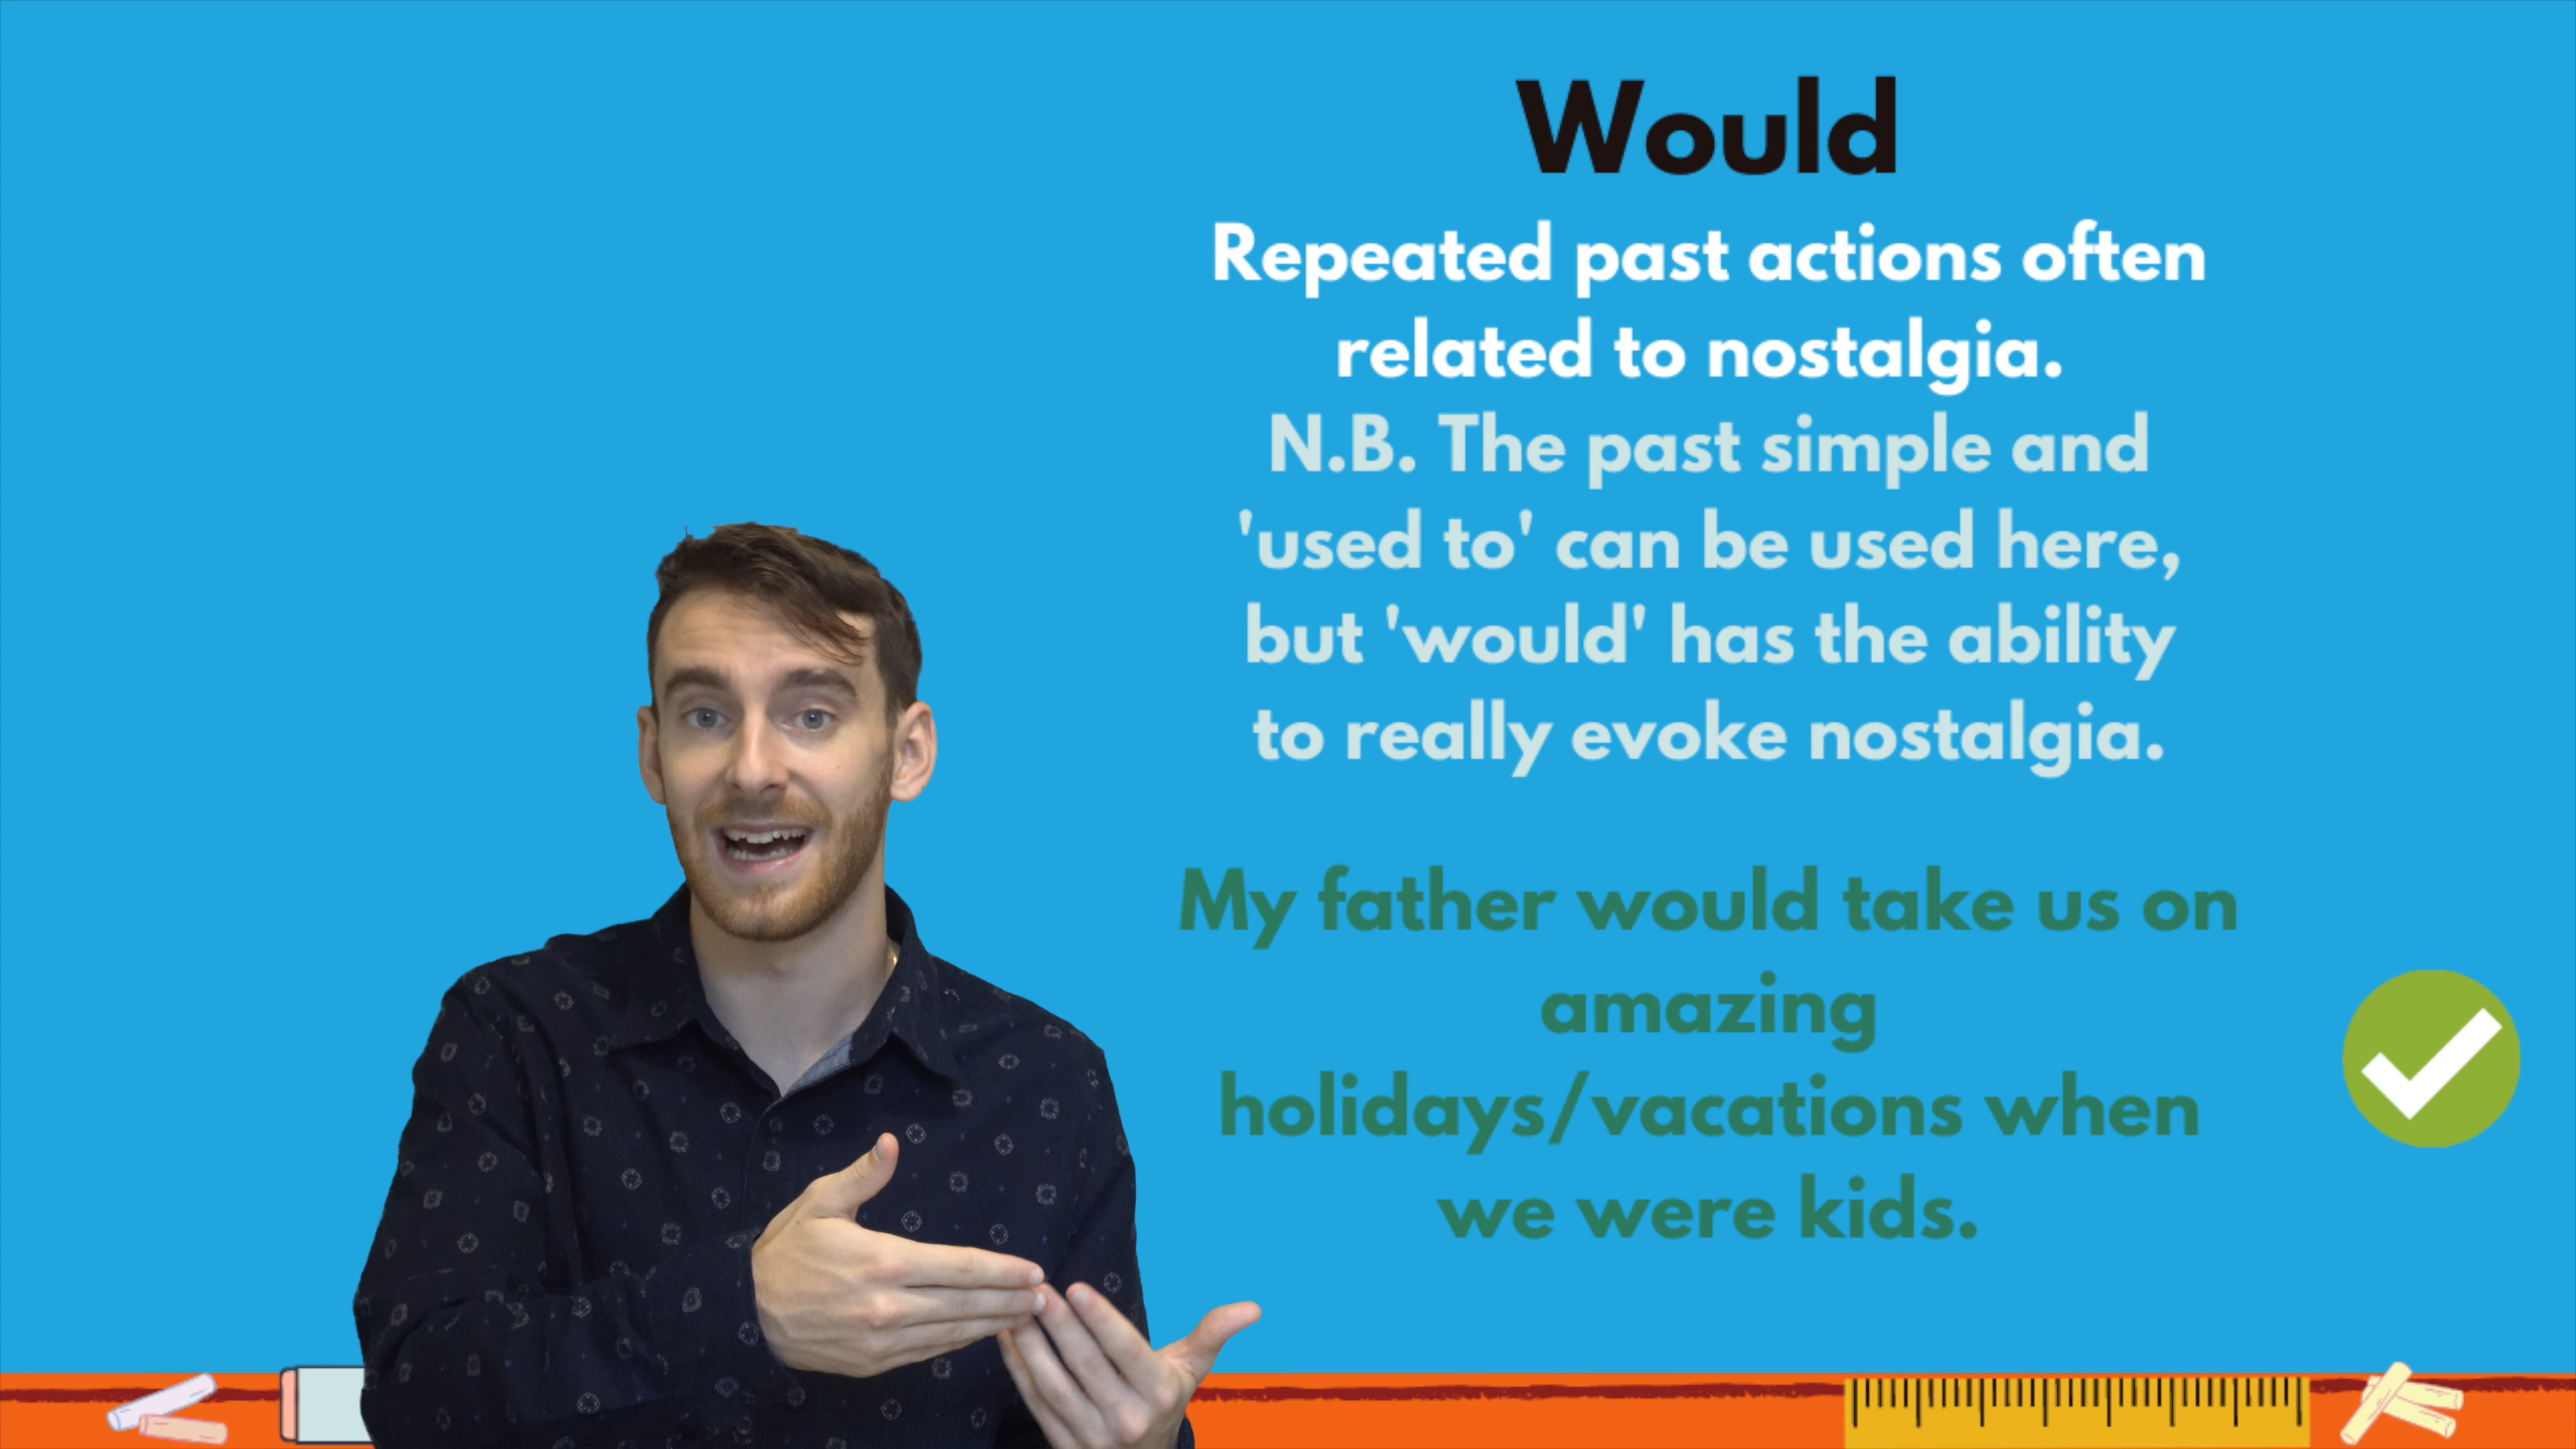 Would
Repeated past actions often
related to nostalgia.
N.B. The past simple and
'used to' can be used here,
but 'would' has the ability
to really evoke nostalgia.
My father would take us on
amazing
holidays/vacations when
we were kids.